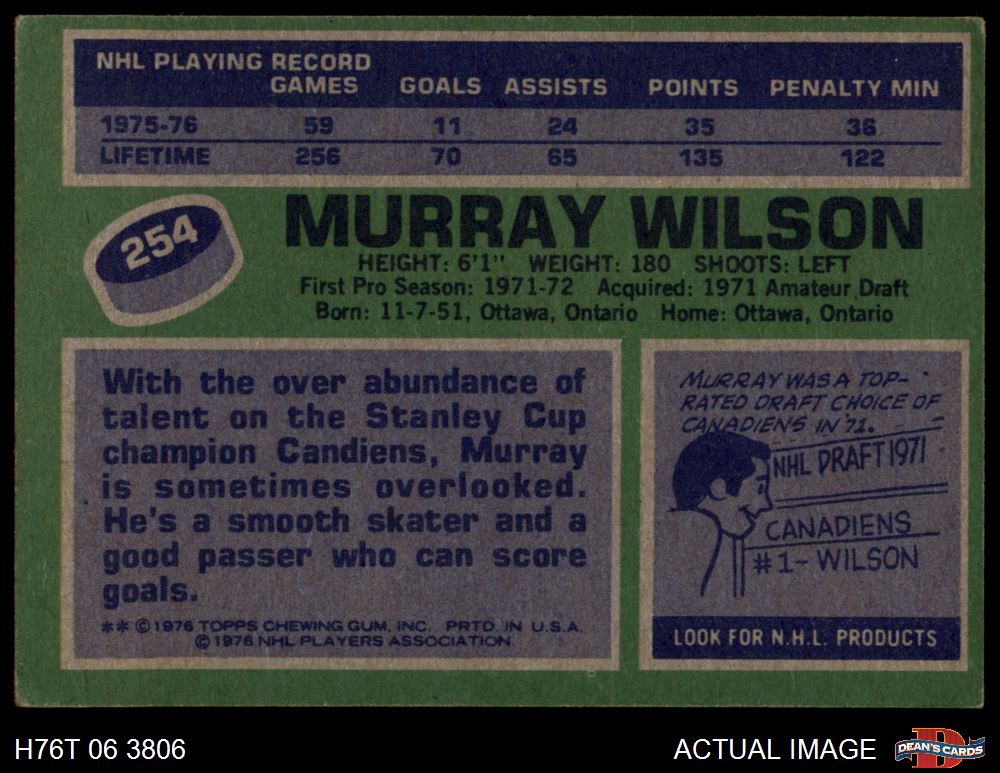 NHL PLAYING RECORD
GAMES GOALS ASSISTS POINTS PENALTY MIN
1975-76 59 11 24 35 36
LIFETIME 256 70 65 135 122
254
MURRAY WILSON
HEIGHT: 6'1" WEIGHT: 180 SHOOTS: LEFT
First Pro Season: 1971-72 Acquired: 1971 Amateur Draft
Born: 11-7-51, Ottawa, Ontario Home: Ottawa, Ontario
With the over abundance of
talent on the Stanley Cup
champion Candiens, Murray
is sometimes overlooked.
He's a smooth skater and a
good passer who can score
goals.
** © 1976 TOPPS CHEWING GUM, INC. PRTD. IN U.S.A.
© 1976 NHL PLAYERS ASSOCIATION
MURRAY WAS A TOP-
RATED DRAFT CHOICE OF
CANADIENS IN '71.
NHL DRAFT 1971
CANADIENS
#1- WILSON
LOOK FOR N.H.L. PRODUCTS
H76T 06 3806
ACTUAL IMAGE
DEAN'S CARDS